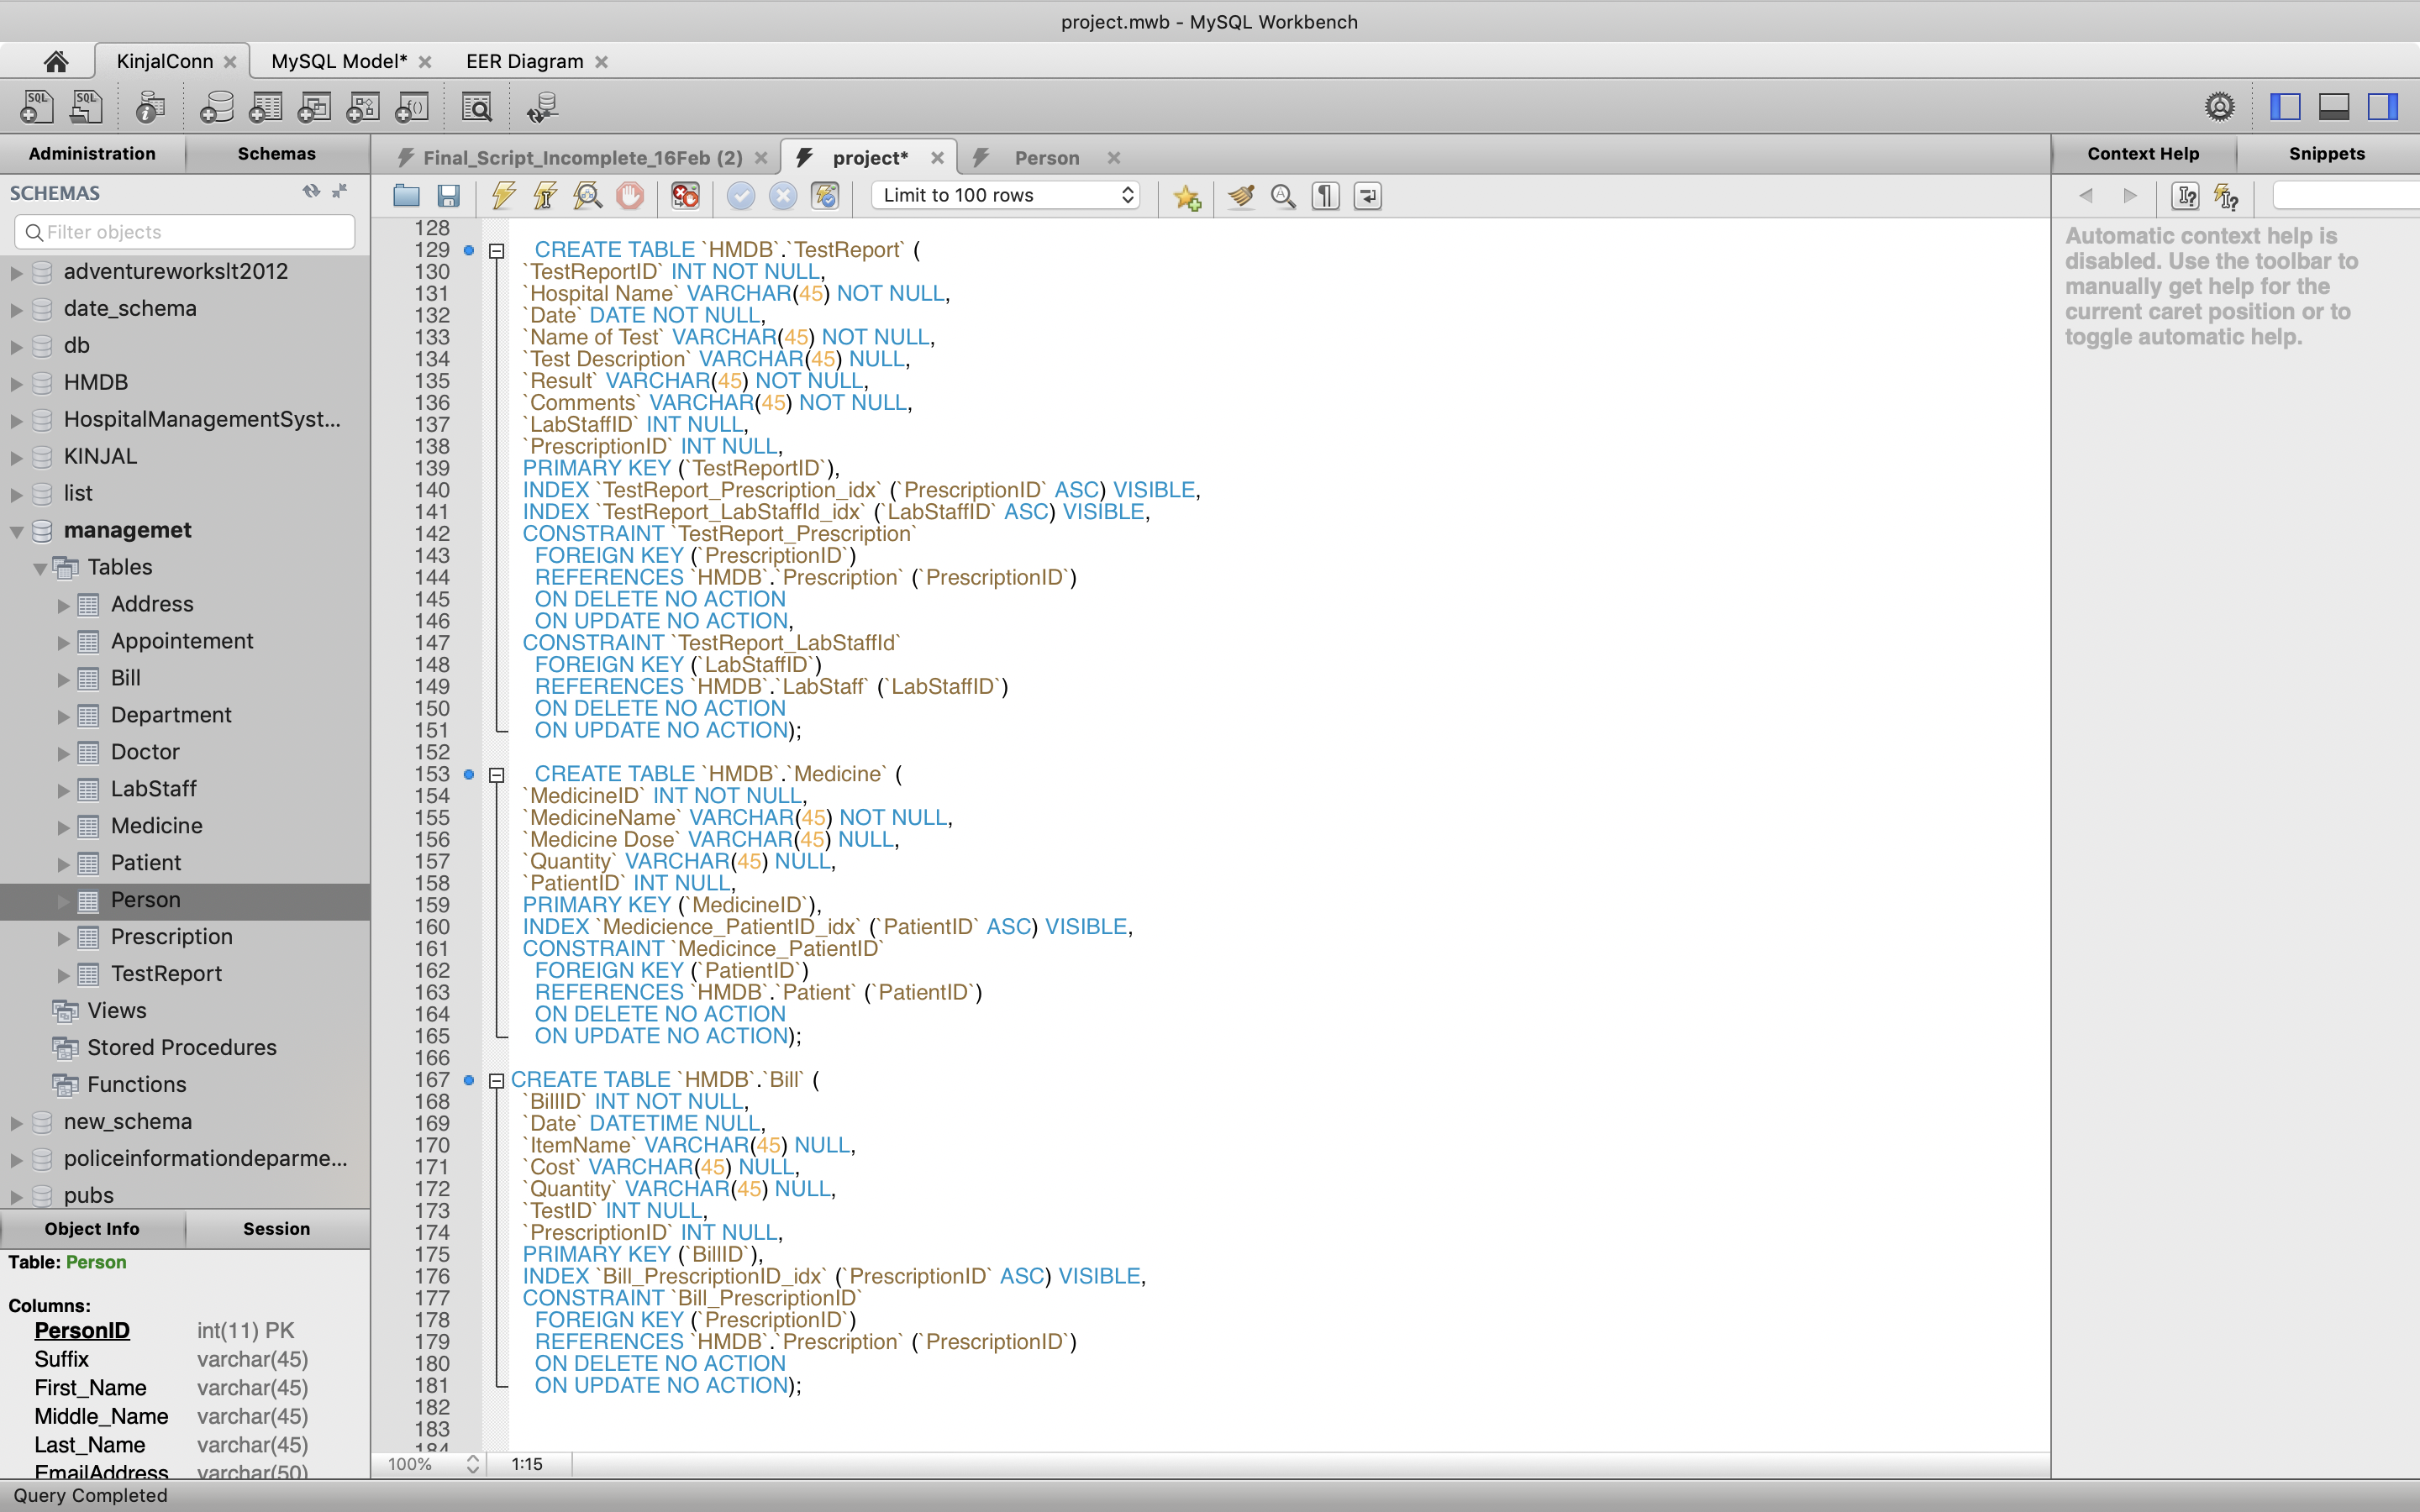 project.mwb - MySQL Workbench
KinjalConn
MySQL Model*
EER Diagram
Administration
Schemas
SCHEMAS
Filter objects
adventureworkslt2012
date_schema
db
HMDB
HospitalManagementSyst...
KINJAL
list
managemet
Tables
Address
Appointement
Bill
Department
Doctor
LabStaff
Medicine
Patient
Person
Prescription
TestReport
Views
Stored Procedures
Functions
new_schema
policeinformationdeparme...
pubs
Object Info
Session
Table: Person
Columns:
PersonID int(11) PK
Suffix varchar(45)
First_Name varchar(45)
Middle_Name varchar(45)
Last_Name varchar(45)
EmailAddress varchar(50)
Query Completed
Final_Script_Incomplete_16Feb (2)
project*
Person
Limit to 100 rows
128
129 CREATE TABLE `HMDB`.`TestReport` (
130 `TestReportID` INT NOT NULL,
131 `Hospital Name` VARCHAR(45) NOT NULL,
132 `Date` DATE NOT NULL,
133 `Name of Test` VARCHAR(45) NOT NULL,
134 `Test Description` VARCHAR(45) NULL,
135 `Result` VARCHAR(45) NOT NULL,
136 `Comments` VARCHAR(45) NOT NULL,
137 `LabStaffID` INT NULL,
138 `PrescriptionID` INT NULL,
139 PRIMARY KEY (`TestReportID`),
140 INDEX `TestReport_Prescription_idx` (`PrescriptionID` ASC) VISIBLE,
141 INDEX `TestReport_LabStaffId_idx` (`LabStaffID` ASC) VISIBLE,
142 CONSTRAINT `TestReport_Prescription`
143 FOREIGN KEY (`PrescriptionID`)
144 REFERENCES `HMDB`.`Prescription` (`PrescriptionID`)
145 ON DELETE NO ACTION
146 ON UPDATE NO ACTION,
147 CONSTRAINT `TestReport_LabStaffId`
148 FOREIGN KEY (`LabStaffID`)
149 REFERENCES `HMDB`.`LabStaff` (`LabStaffID`)
150 ON DELETE NO ACTION
151 ON UPDATE NO ACTION);
152
153 CREATE TABLE `HMDB`.`Medicine` (
154 `MedicineID` INT NOT NULL,
155 `MedicineName` VARCHAR(45) NOT NULL,
156 `Medicine Dose` VARCHAR(45) NULL,
157 `Quantity` VARCHAR(45) NULL,
158 `PatientID` INT NULL,
159 PRIMARY KEY (`MedicineID`),
160 INDEX `Medicience_PatientID_idx` (`PatientID` ASC) VISIBLE,
161 CONSTRAINT `Medicince_PatientID`
162 FOREIGN KEY (`PatientID`)
163 REFERENCES `HMDB`.`Patient` (`PatientID`)
164 ON DELETE NO ACTION
165 ON UPDATE NO ACTION);
166
167 CREATE TABLE `HMDB`.`Bill` (
168 `BillID` INT NOT NULL,
169 `Date` DATETIME NULL,
170 `ItemName` VARCHAR(45) NULL,
171 `Cost` VARCHAR(45) NULL,
172 `Quantity` VARCHAR(45) NULL,
173 `TestID` INT NULL,
174 `PrescriptionID` INT NULL,
175 PRIMARY KEY (`BillID`),
176 INDEX `Bill_PrescriptionID_idx` (`PrescriptionID` ASC) VISIBLE,
177 CONSTRAINT `Bill_PrescriptionID`
178 FOREIGN KEY (`PrescriptionID`)
179 REFERENCES `HMDB`.`Prescription` (`PrescriptionID`)
180 ON DELETE NO ACTION
181 ON UPDATE NO ACTION);
182
183
184
100%
1:15
Context Help
Snippets
Automatic context help is
disabled. Use the toolbar to
manually get help for the
current caret position or to
toggle automatic help.